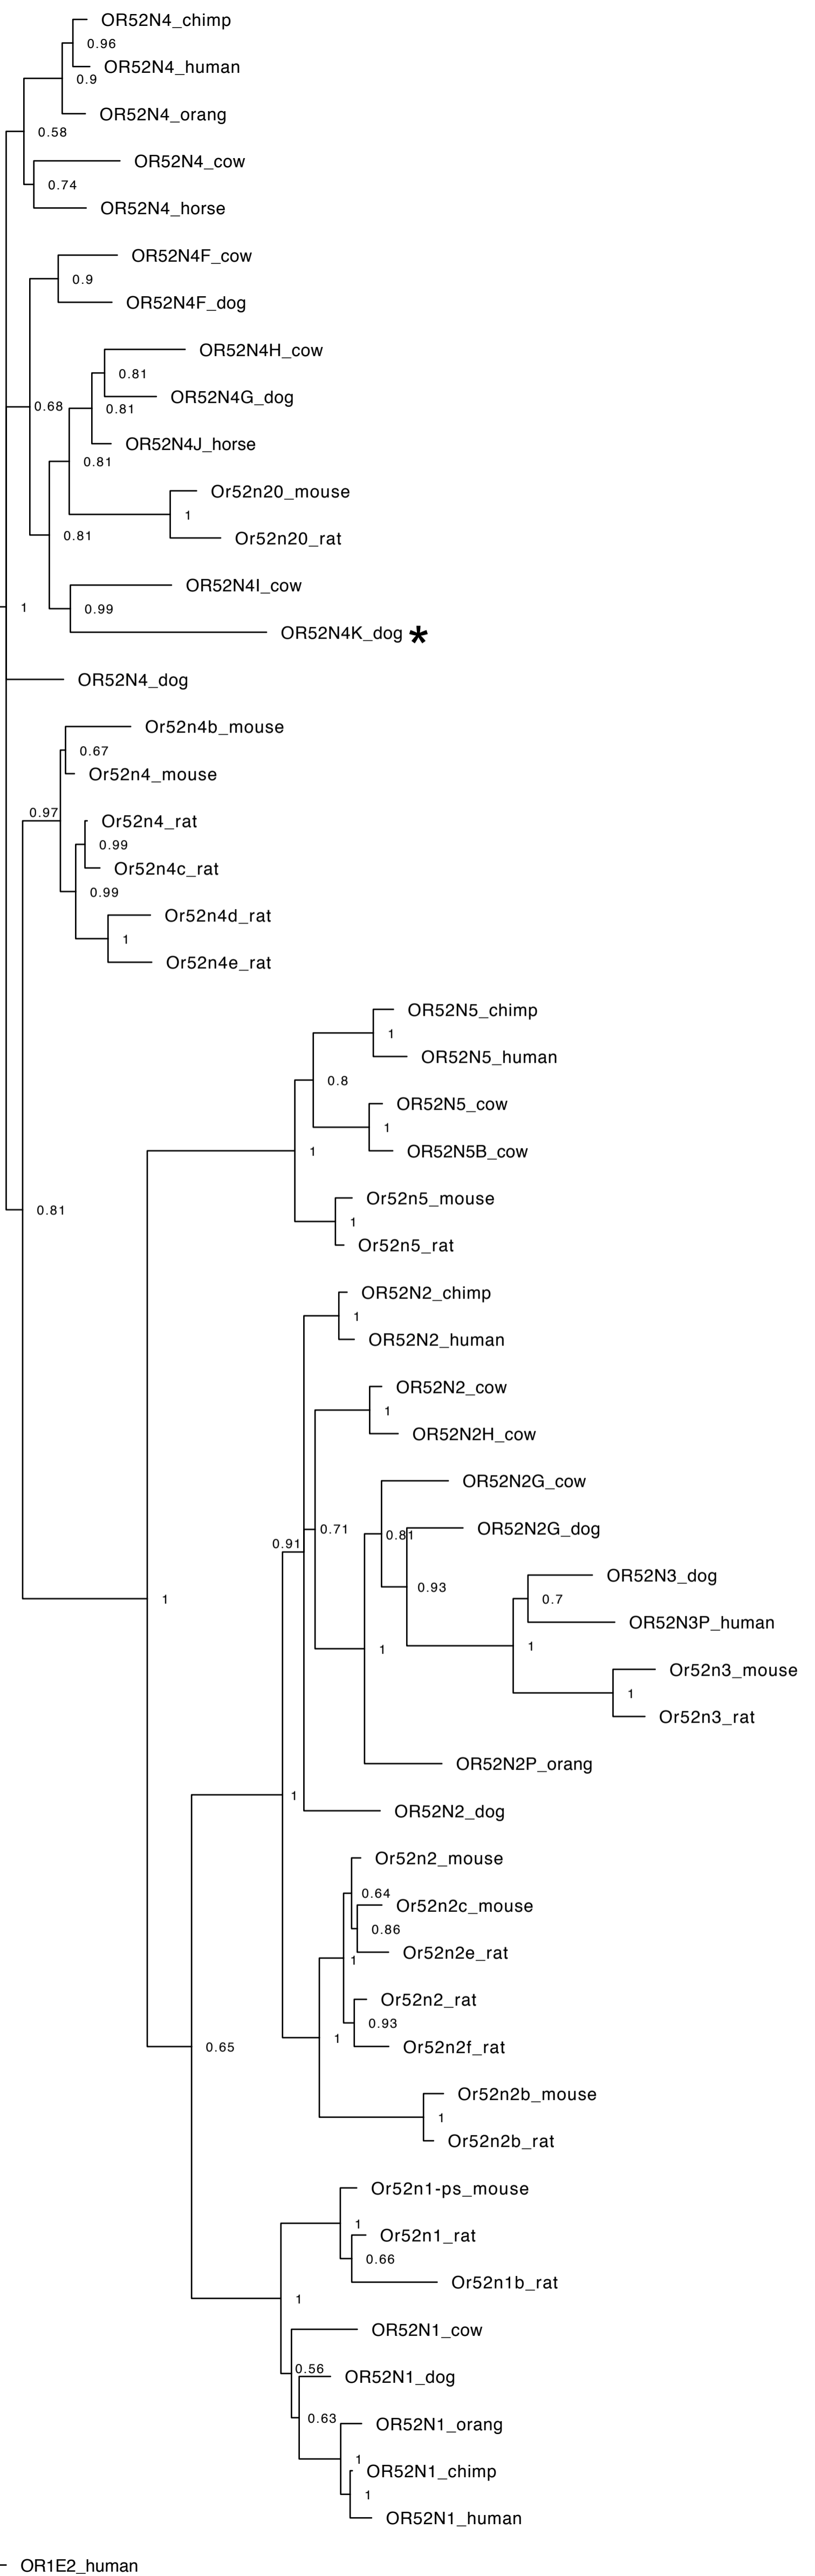 OR52N4_chimp
0.96
OR52N4_human
0.9
OR52N4_orang
0.58
OR52N4_cow
0.74
OR52N4_horse
OR52N4F_cow
0.9
OR52N4F_dog
OR52N4H_cow
0.81
OR52N4G_dog
0.68
0.81
OR52N4J_horse
0.81
Or52n20_mouse
1
0.81
Or52n20_rat
OR52N4I_cow
1
0.99
OR52N4K_dog *
OR52N4_dog
Or52n4b_mouse
0.67
Or52n4_mouse
0.97
Or52n4_rat
0.99
Or52n4c_rat
0.99
Or52n4d_rat
1
Or52n4e_rat
OR52N5_chimp
1
OR52N5_human
0.8
OR52N5_cow
1
OR52N5B_cow
1
Or52n5_mouse
0.81
1
Or52n5_rat
OR52N2_chimp
1
OR52N2_human
OR52N2_cow
1
OR52N2H_cow
OR52N2G_cow
OR52N2G_dog
0.71
0.81
0.91
OR52N3_dog
0.93
1
0.7
OR52N3P_human
1
1
Or52n3_mouse
1
Or52n3_rat
OR52N2P_orang
1
OR52N2_dog
Or52n2_mouse
0.64
Or52n2c_mouse
0.86
Or52n2e_rat
1
Or52n2_rat
0.93
1
Or52n2f_rat
0.65
Or52n2b_mouse
1
Or52n2b_rat
Or52n1-ps_mouse
1
Or52n1_rat
0.66
Or52n1b_rat
1
OR52N1_cow
0.56
OR52N1_dog
0.63
OR52N1_orang
1
OR52N1_chimp
1
OR52N1_human
OR1E2_human